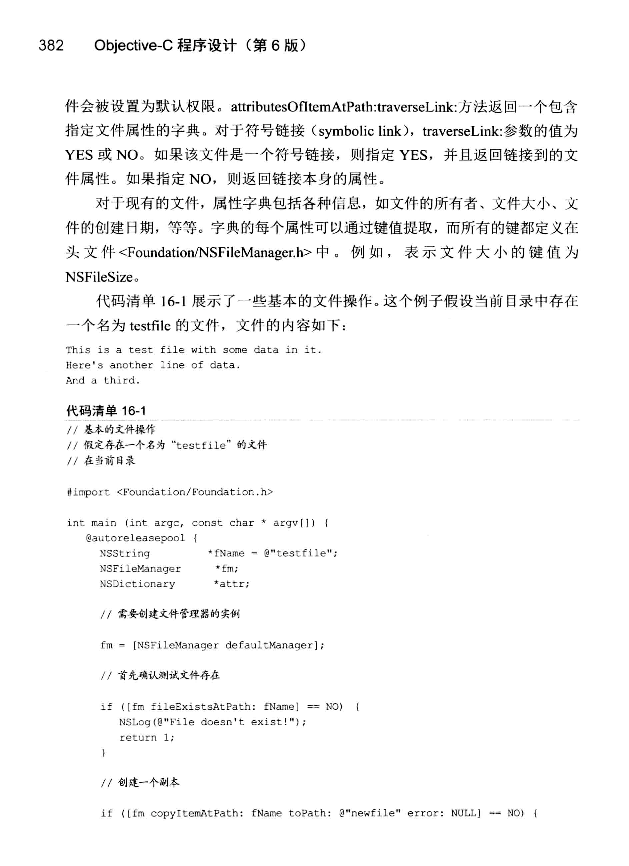 382 Objective-C 程序设计（第 6 版）
件会被设置为默认权限。attributesOfItemAtPath:traverseLink:方法返回一个包含
指定文件属性的字典。对于符号链接（symbolic link），traverseLink:参数的值为
YES 或 NO。如果该文件是一个符号链接，则指定 YES，并且返回链接到的文
件属性。如果指定 NO，则返回链接本身的属性。
对于现有的文件，属性字典包括各种信息，如文件的所有者、文件大小、文
件的创建日期，等等。字典的每个属性可以通过键值提取，而所有的键都定义在
头文件<Foundation/NSFileManager.h>中。例如，表示文件大小的键值为
NSFileSize。
代码清单 16-1 展示了一些基本的文件操作。这个例子假设当前目录中存在
一个名为 testfile 的文件，文件的内容如下：
This is a test file with some data in it.
Here's another line of data.
And a third.
代码清单 16-1
// 基本的文件操作
// 假定存在一个名为 "testfile" 的文件
// 在当前目录
#import <Foundation/Foundation.h>
int main (int argc, const char * argv[]) {
@autoreleasepool {
NSString *fName = @"testfile";
NSFileManager *fm;
NSDictionary *attr;
// 需要创建文件管理器的实例
fm = [NSFileManager defaultManager];
// 首先确认测试文件存在
if ([fm fileExistsAtPath: fName] == NO) {
NSLog(@"File doesn't exist!");
return 1;
}
// 创建一个副本
if ([fm copyItemAtPath: fName toPath: @"newfile" error: NULL] == NO) {